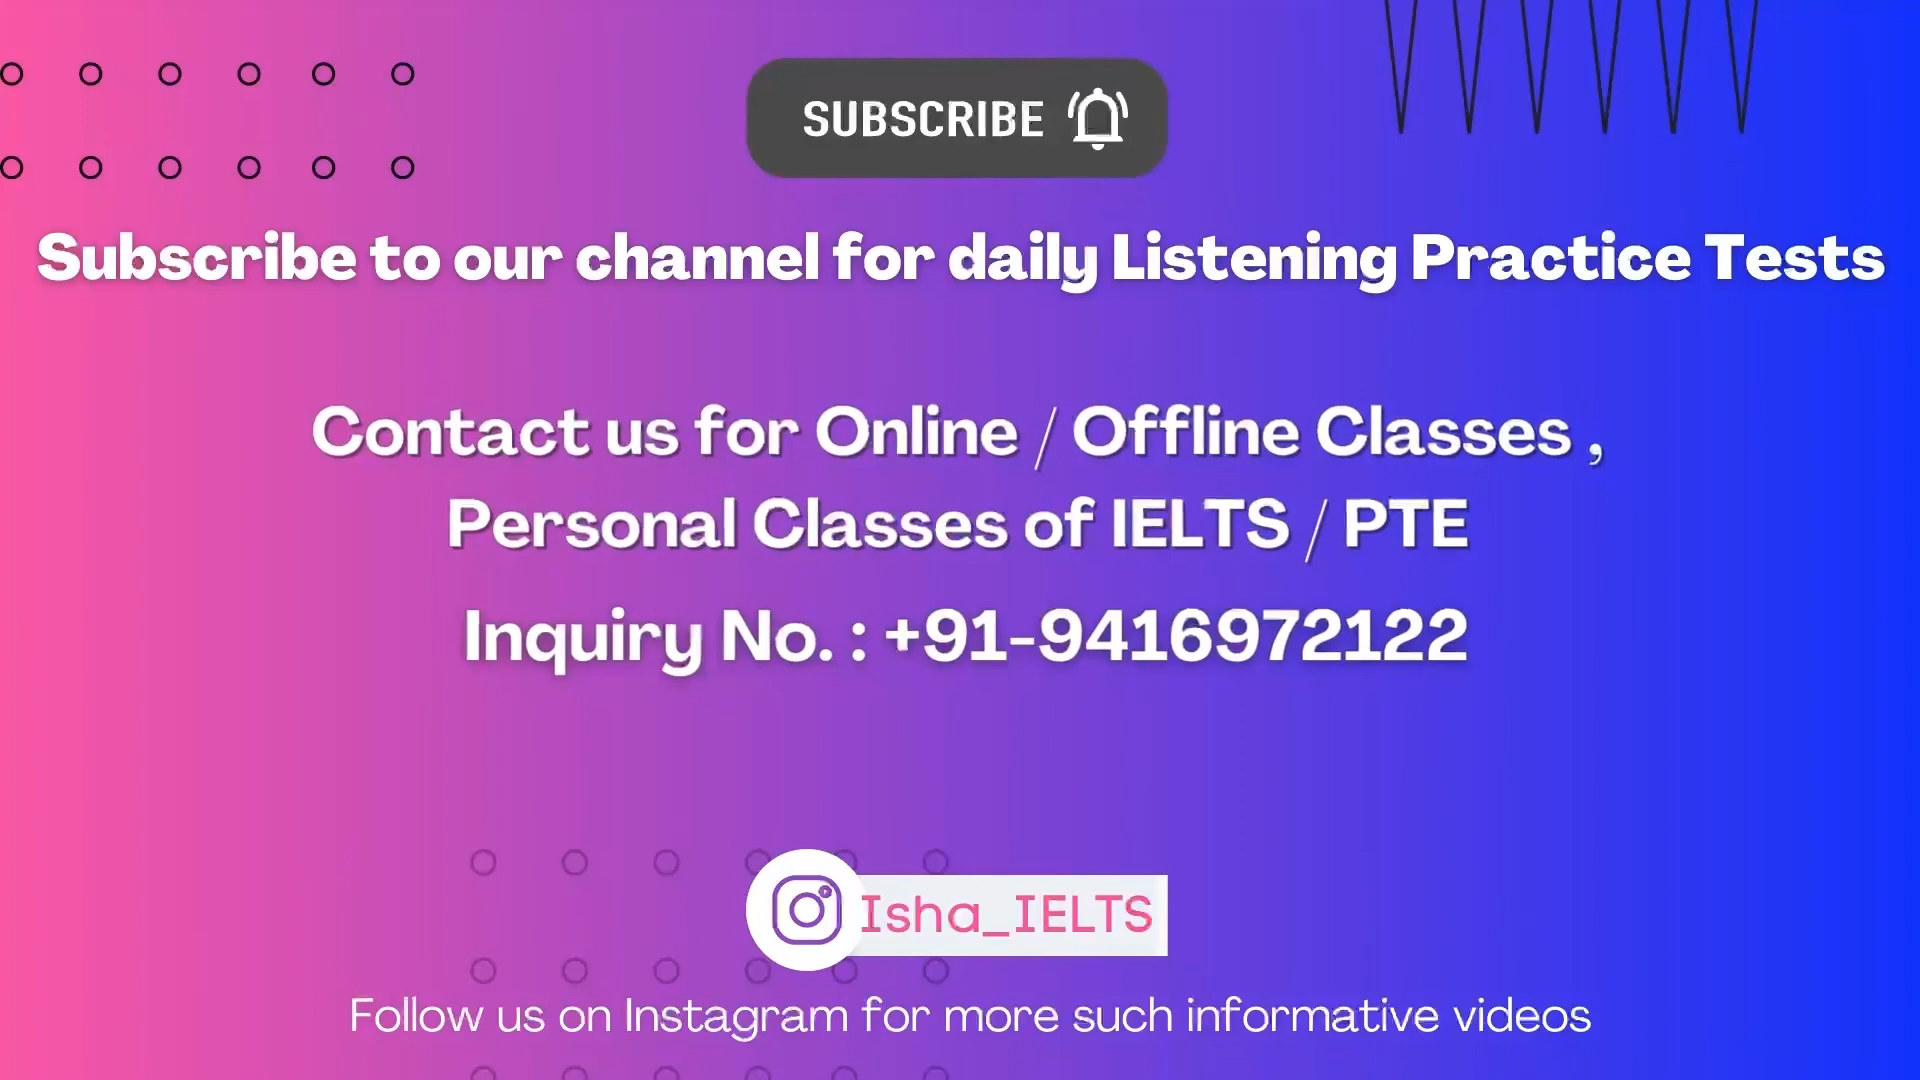 SUBSCRIBE
Subscribe to our channel for daily Listening Practice Tests
Contact us for Online / Offline Classes ,
Personal Classes of IELTS / PTE
Inquiry No. : +91-9416972122
Isha_IELTS
Follow us on Instagram for more such informative videos